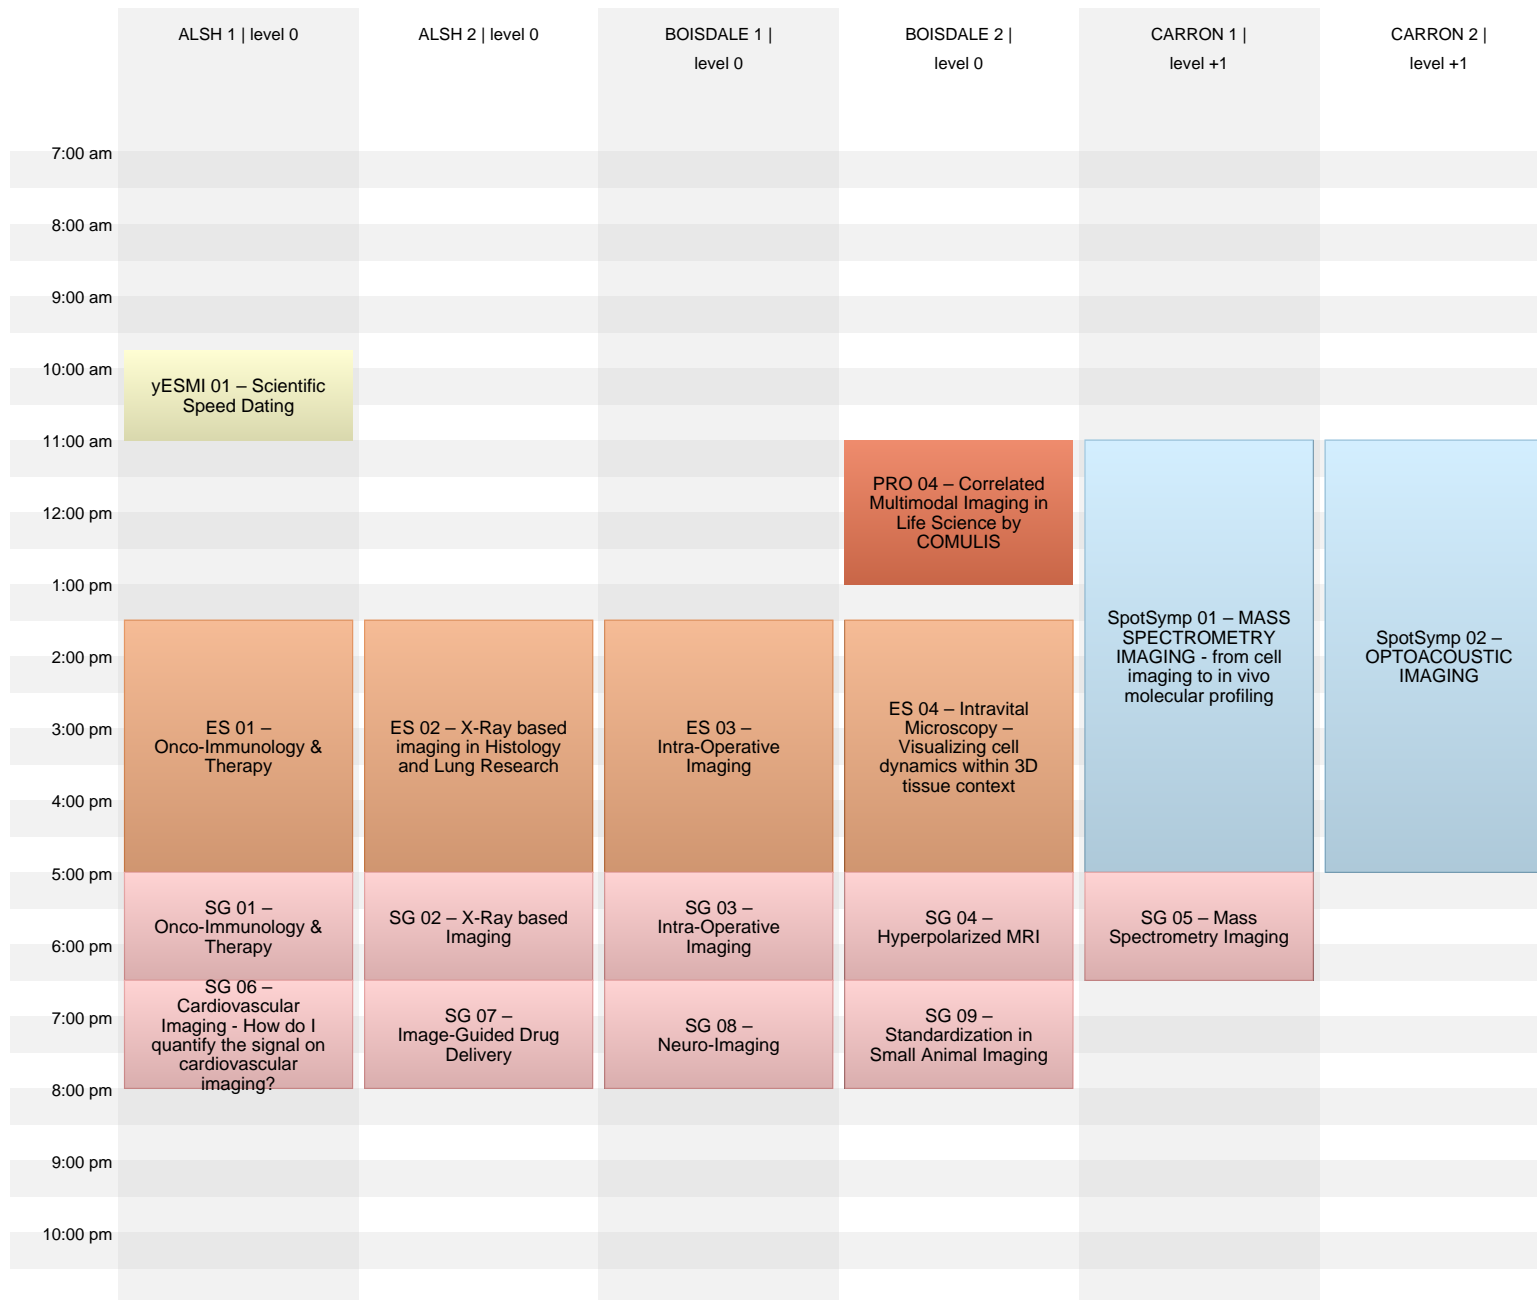 ALSH 1 | level 0
ALSH 2 | level 0
BOISDALE 1 |
level 0
BOISDALE 2 |
level 0
CARRON 1 |
level +1
CARRON 2 |
level +1
7:00 am
8:00 am
9:00 am
10:00 am
11:00 am
12:00 pm
1:00 pm
2:00 pm
3:00 pm
4:00 pm
5:00 pm
6:00 pm
7:00 pm
8:00 pm
9:00 pm
10:00 pm
yESMI 01 – Scientific
Speed Dating
ES 01 –
Onco-Immunology &
Therapy
SG 01 –
Onco-Immunology &
Therapy
SG 06 –
Cardiovascular
Imaging - How do I
quantify the signal on
cardiovascular
imaging?
ES 02 – X-Ray based
imaging in Histology
and Lung Research
SG 02 – X-Ray based
Imaging
SG 07 –
Image-Guided Drug
Delivery
ES 03 –
Intra-Operative
Imaging
SG 03 –
Intra-Operative
Imaging
SG 08 –
Neuro-Imaging
PRO 04 – Correlated
Multimodal Imaging in
Life Science by
COMULIS
ES 04 – Intravital
Microscopy –
Visualizing cell
dynamics within 3D
tissue context
SG 04 –
Hyperpolarized MRI
SG 09 –
Standardization in
Small Animal Imaging
SpotSymp 01 – MASS
SPECTROMETRY
IMAGING - from cell
imaging to in vivo
molecular profiling
SG 05 – Mass
Spectrometry Imaging
SpotSymp 02 –
OPTOACOUSTIC
IMAGING